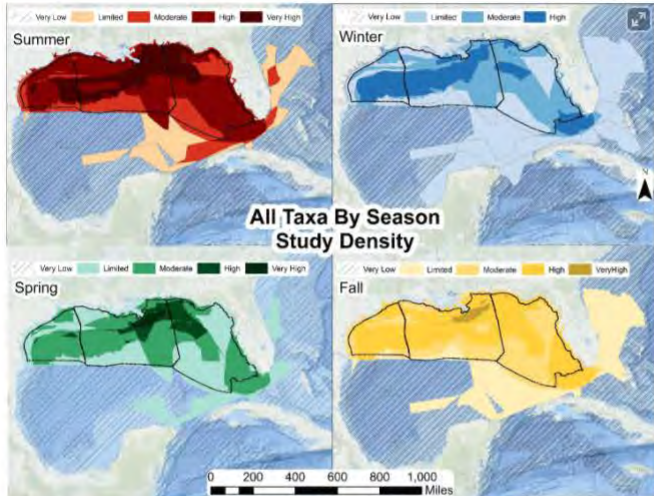 Very Low Limited Moderate High Very High
Summer
Very Low Limited Moderate High
Winter
N
All Taxa By Season
Study Density
Very Low Limited Moderate High Very High
Spring
Very Low Limited Moderate High VeryHigh
Fall
0 200 400 600 800 1,000
Miles